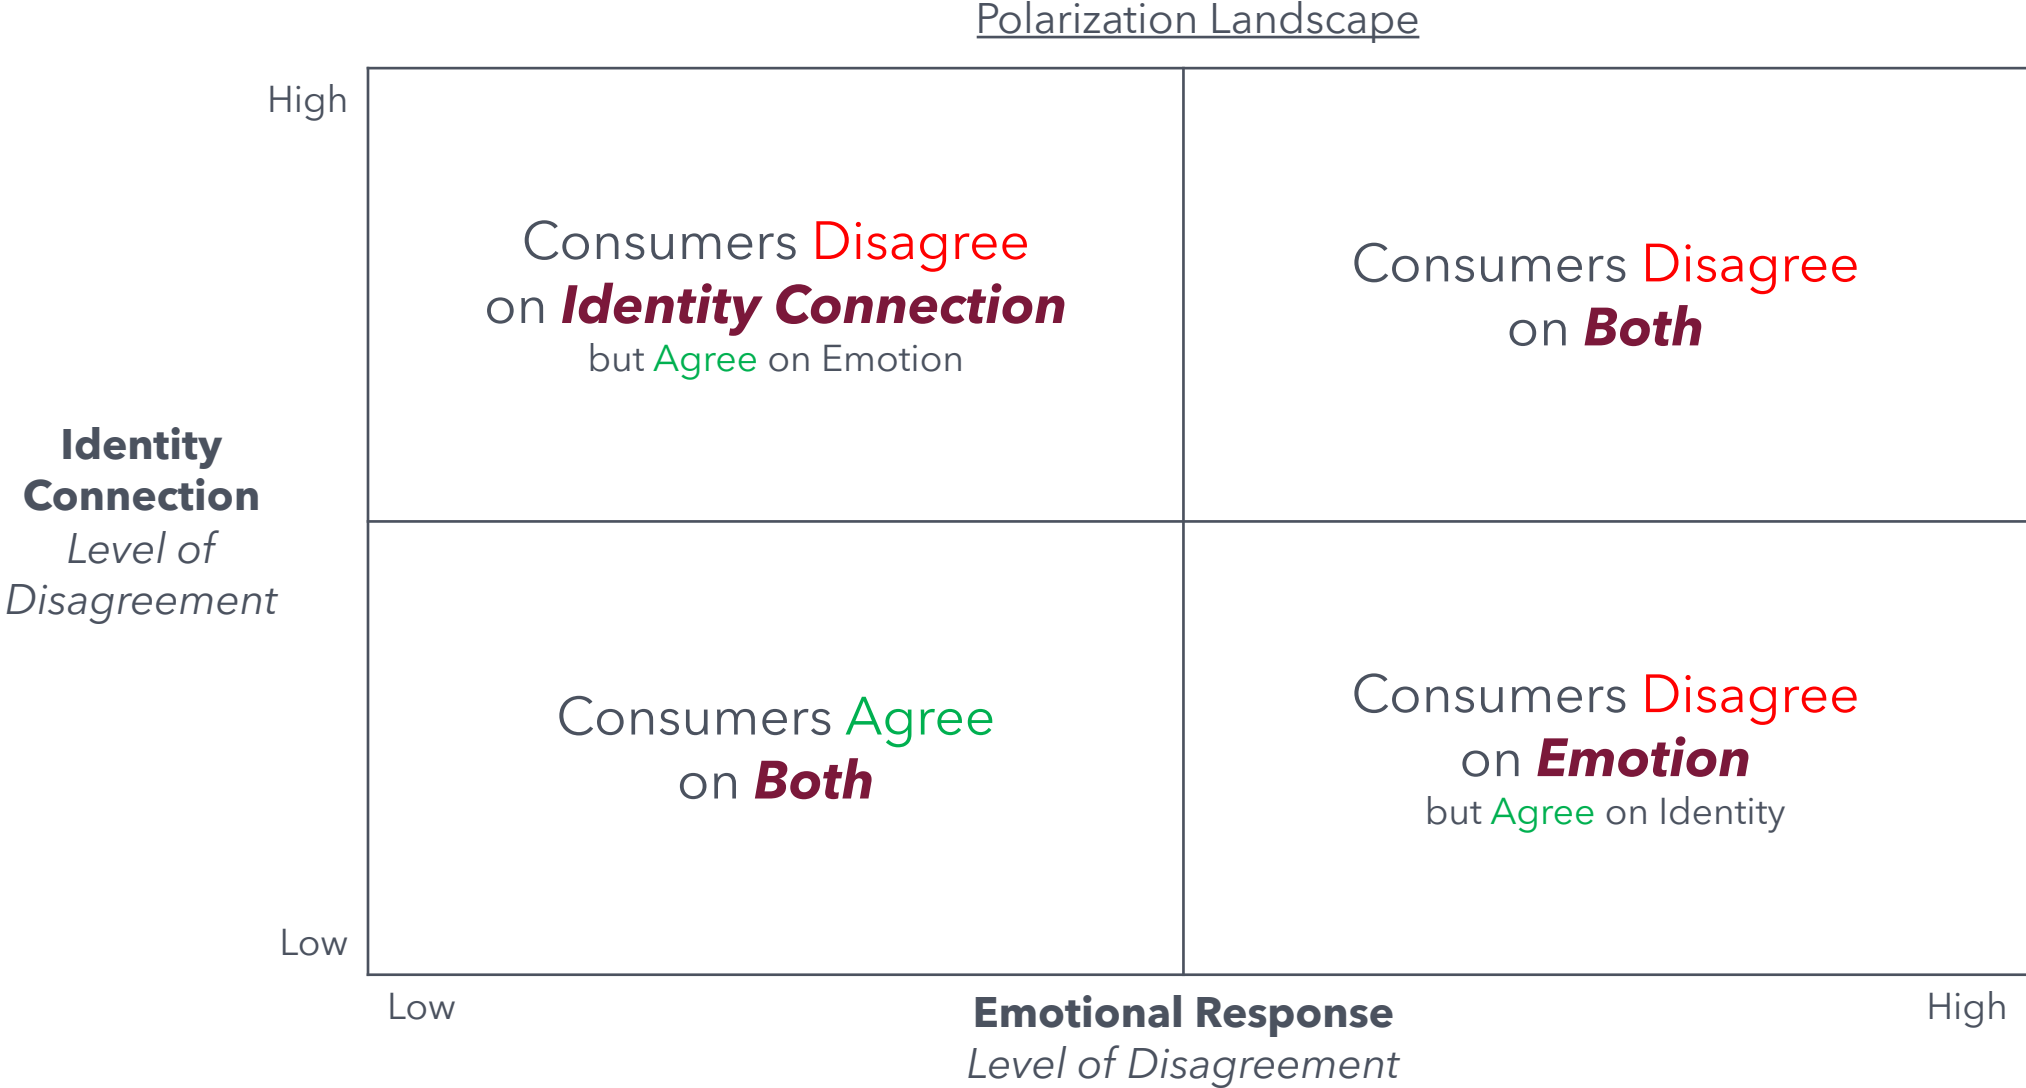 Polarization Landscape
High
Consumers Disagree
on Identity Connection
but Agree on Emotion
Consumers Disagree
on Both
Identity
Connection
Level of
Disagreement
Consumers Agree
on Both
Consumers Disagree
on Emotion
but Agree on Identity
Low
Low
Emotional Response
Level of Disagreement
High